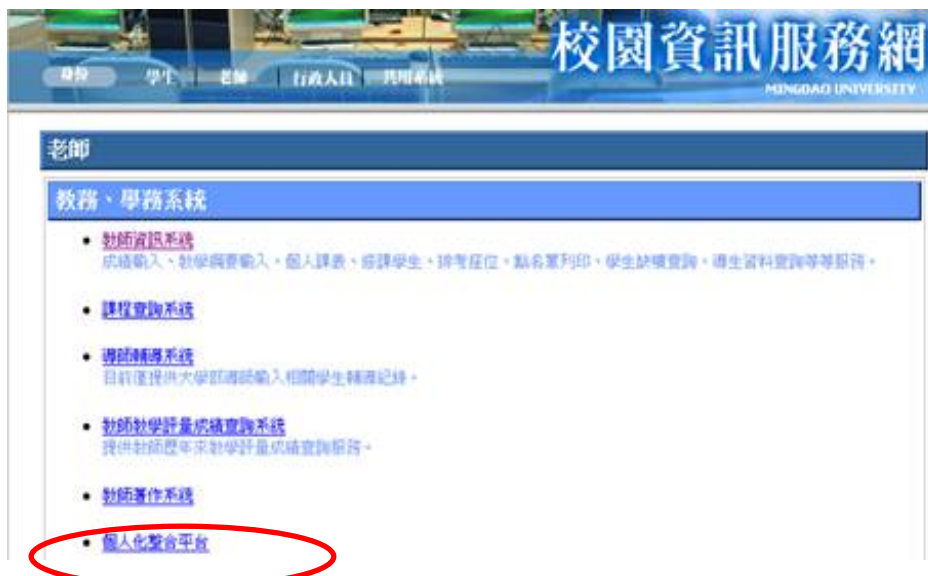 校園資訊服務網
MINGDAO UNIVERSITY
身份 學生 老師 行政人員 共用系統
老師
教務、學務系統
教師資訊系統
成績輸入、教學綱要輸入、個人課表、修課學生、排考座位、點名單列印、學生缺曠查詢、導生資料查詢等等服務。
課程查詢系統
導師輔導系統
目前僅提供大學部導師輸入相關學生輔導紀錄。
教師教學評量成績查詢系統
提供教師歷年來教學評量成績查詢服務。
教師著作系統
個人化整合平台